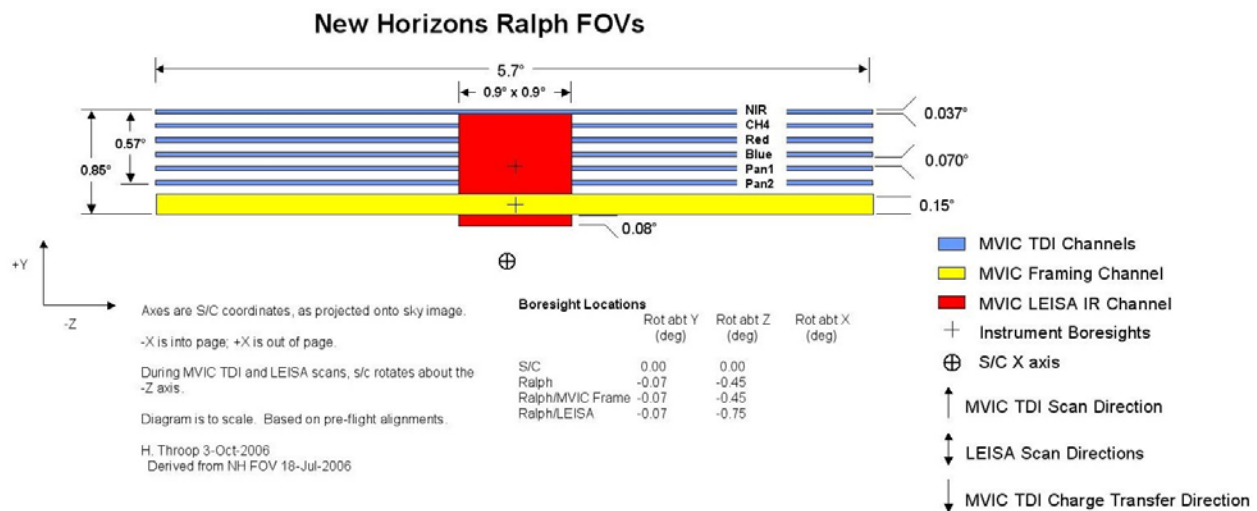 New Horizons Ralph FOVs
5.7°
0.9° x 0.9°
NIR
CH4
Red
Blue
Pan1
Pan2
0.85°
0.57°
0.037°
0.070°
0.15°
0.08°
+Y
-Z
Axes are S/C coordinates, as projected onto sky image.
-X is into page; +X is out of page.
During MVIC TDI and LEISA scans, s/c rotates about the
-Z axis.
Diagram is to scale. Based on pre-flight alignments.
H. Throop 3-Oct-2006
Derived from NH FOV 18-Jul-2006
Boresight Locations
Rot abt Y Rot abt Z Rot abt X
(deg) (deg) (deg)
S/C 0.00 0.00
Ralph -0.07 -0.45
Ralph/MVIC Frame -0.07 -0.45
Ralph/LEISA -0.07 -0.75
MVIC TDI Channels
MVIC Framing Channel
MVIC LEISA IR Channel
Instrument Boresights
S/C X axis
MVIC TDI Scan Direction
LEISA Scan Directions
MVIC TDI Charge Transfer Direction